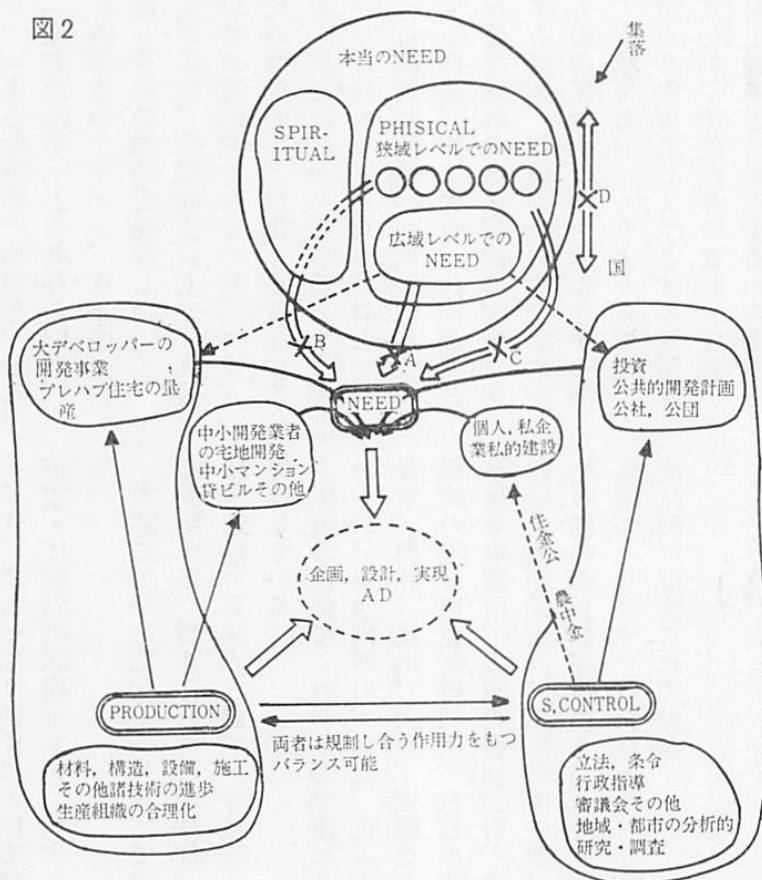 図2
集落
本当のNEED
SPIR-
ITUAL
PHISICAL
狭域レベルでのNEED
広域レベルでの
NEED
D
国
B
A
C
大デベロッパーの
開発事業
プレハブ住宅の量
産
NEED
投資
公共的開発計画
公社，公団
中小開発業者
の宅地開発
中小マンション
貸ビルその他
個人，私企
業私的建設
住金公
農中金
企画，設計，実現
AD
PRODUCTION
S,CONTROL
両者は規制し合う作用力をもつ
バランス可能
材料，構造，設備，施工
その他諸技術の進歩
生産組織の合理化
立法，条令
行政指導
審議会その他
地域・都市の分析的
研究・調査